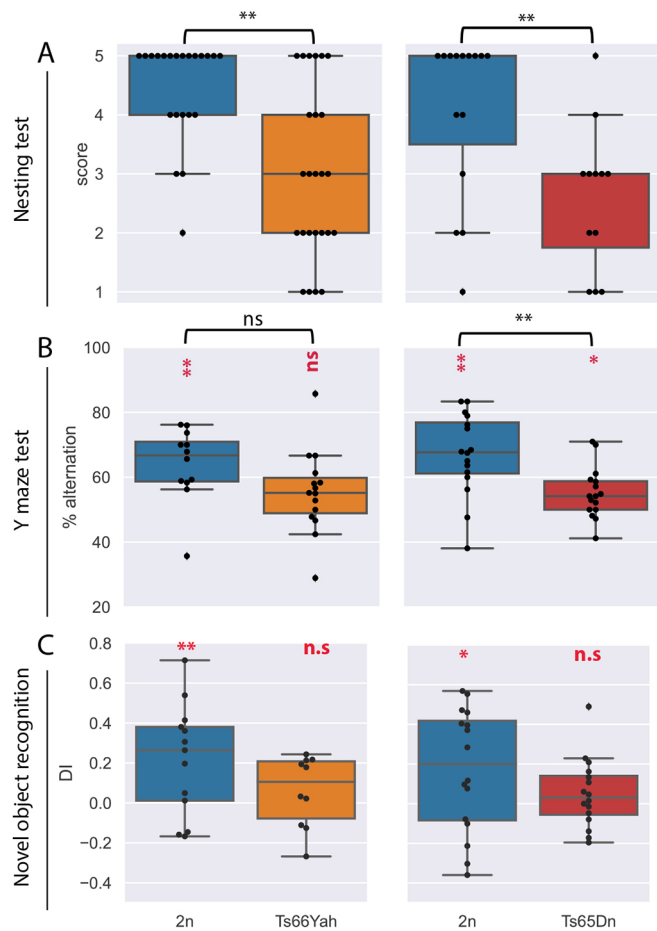 ** **
A
Nesting test
score
5
4
3
2
1
ns **
B
Y maze test
% alternation
100
80
60
40
20
** ns ** *
C
Novel object recognition
DI
0.8
0.6
0.4
0.2
0.0
−0.2
−0.4
** n.s * n.s
2n Ts66Yah 2n Ts65Dn